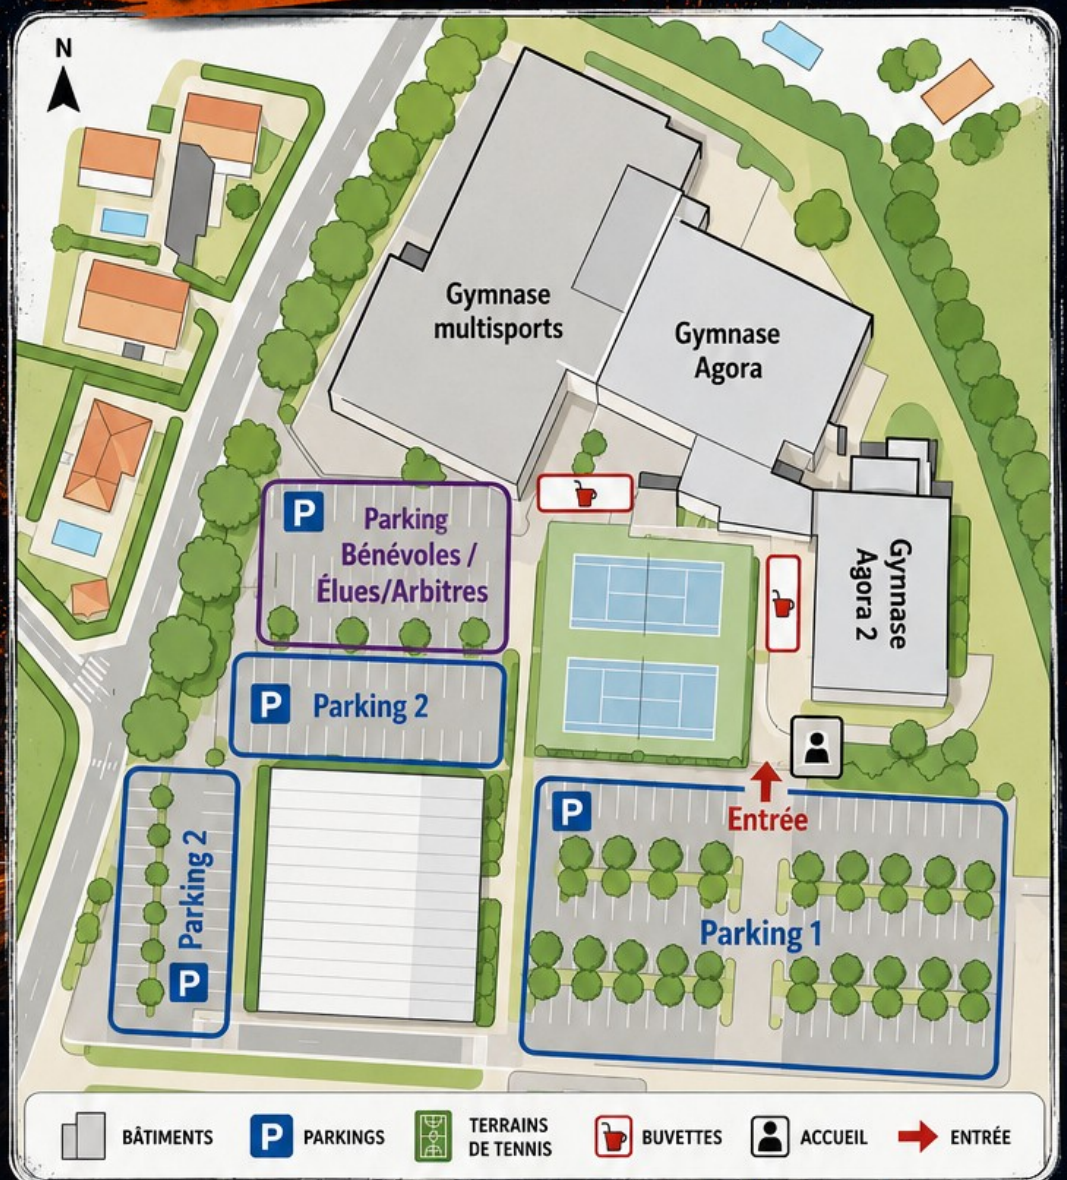 N
Gymnase
multisports
Gymnase
Agora
P
Parking
Bénévoles /
Élues/Arbitres
Gymnase
Agora 2
P Parking 2
Entrée
P
Parking 2
P
Parking 1
BÂTIMENTS
P PARKINGS
TERRAINS
DE TENNIS
BUVETTES
ACCUEIL
ENTRÉE